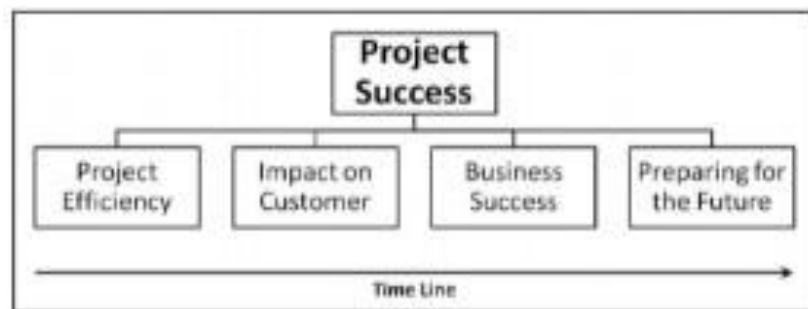 Project
Success
Project
Efficiency
Impact on
Customer
Business
Success
Preparing for
the Future
Time Line